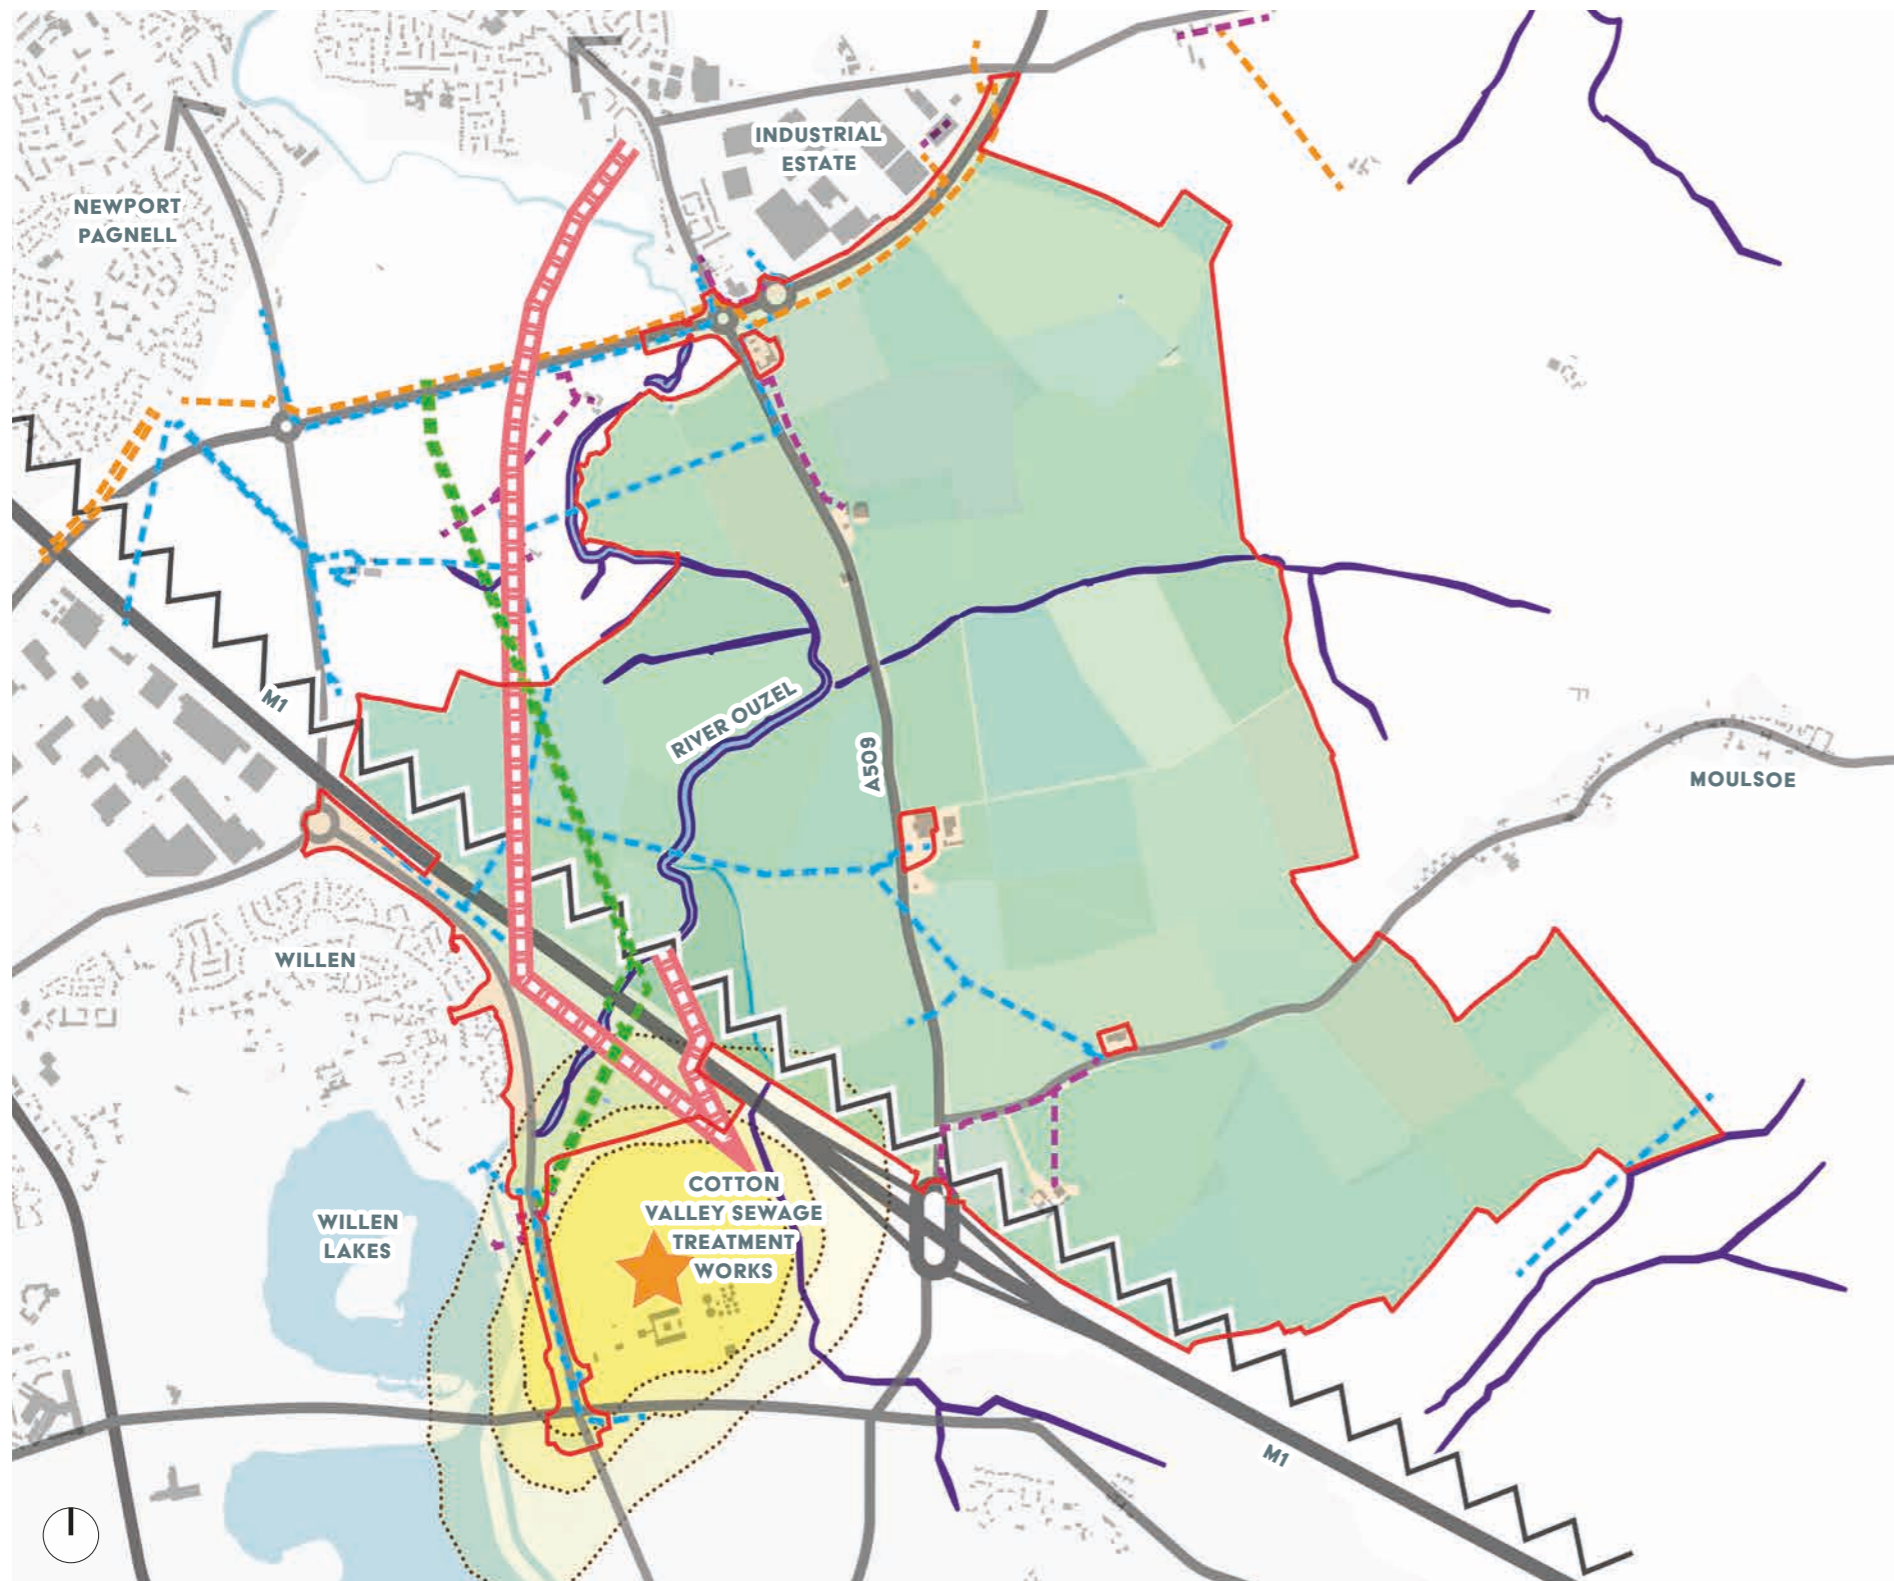 INDUSTRIAL
ESTATE
NEWPORT
PAGNELL
M1
RIVER OUZEL
A509
MOULSOE
WILLEN
WILLEN
LAKES
COTTON
VALLEY SEWAGE
TREATMENT
WORKS
M1